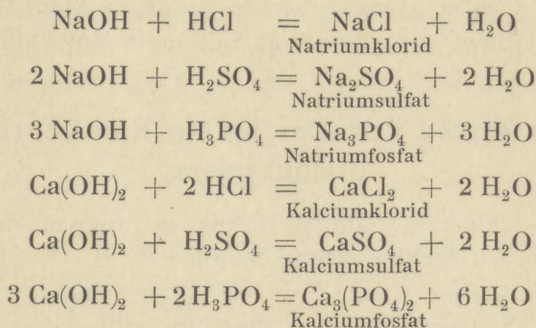 NaOH + HCl = NaCl + H₂O
Natriumklorid
2 NaOH + H₂SO₄ = Na₂SO₄ + 2 H₂O
Natriumsulfat
3 NaOH + H₃PO₄ = Na₃PO₄ + 3 H₂O
Natriumfosfat
Ca(OH)₂ + 2 HCl = CaCl₂ + 2 H₂O
Kalciumklorid
Ca(OH)₂ + H₂SO₄ = CaSO₄ + 2 H₂O
Kalciumsulfat
3 Ca(OH)₂ + 2 H₃PO₄ = Ca₃(PO₄)₂ + 6 H₂O
Kalciumfosfat